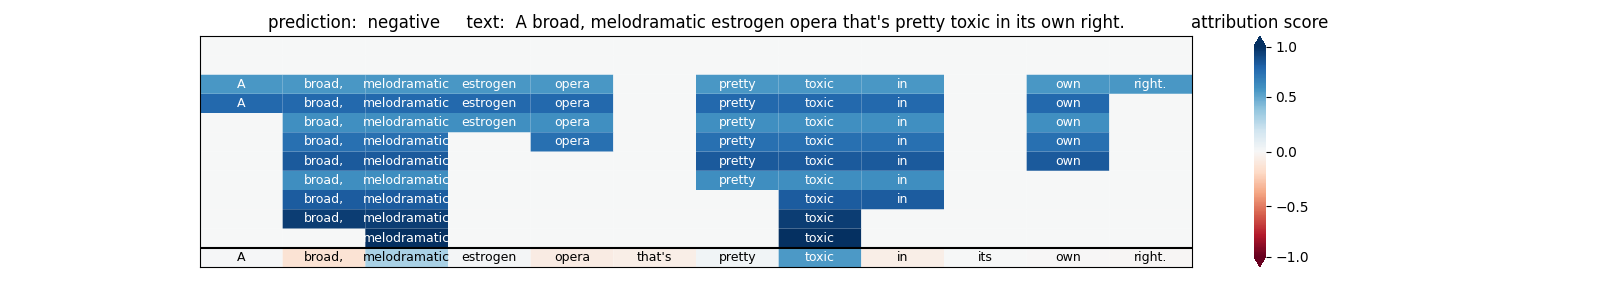 prediction:  negative     text:  A broad, melodramatic estrogen opera that's pretty toxic in its own right.
attribution score
A broad, melodramatic estrogen opera pretty toxic in own right.
A broad, melodramatic estrogen opera pretty toxic in own
broad, melodramatic estrogen opera pretty toxic in own
broad, melodramatic opera pretty toxic in own
broad, melodramatic pretty toxic in own
broad, melodramatic pretty toxic in
broad, melodramatic toxic in
broad, melodramatic toxic
melodramatic toxic
A broad, melodramatic estrogen opera that's pretty toxic in its own right.
1.0
0.5
0.0
−0.5
−1.0